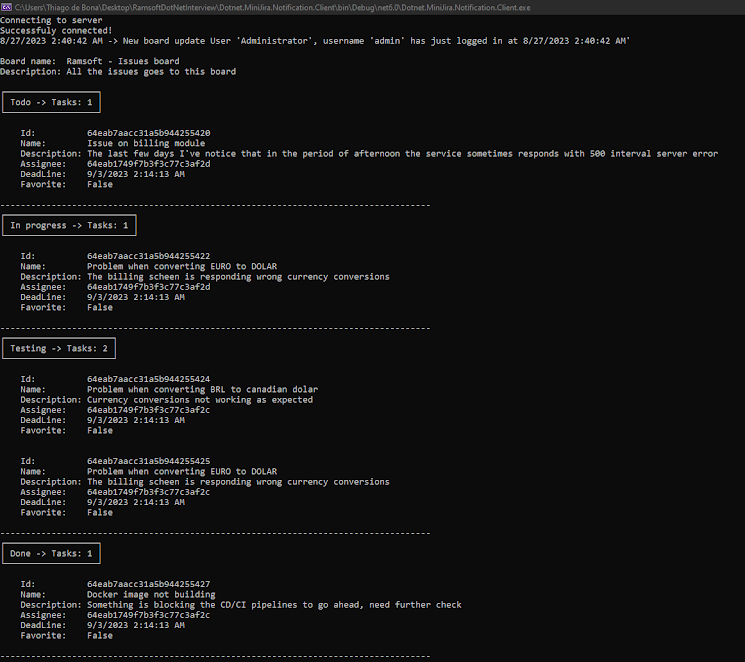 C:\Users\Thiago de Bona\Desktop\RamsoftDotNetInterview\Dotnet.MiniJira.Notification.Client\bin\Debug\net6.0\Dotnet.MiniJira.Notification.Client.exe
Connecting to server
Successfuly connected!
8/27/2023 2:40:42 AM -> New board update User 'Administrator', username 'admin' has just logged in at 8/27/2023 2:40:42 AM'
Board name:  Ramsoft - Issues board
Description: All the issues goes to this board
Todo -> Tasks: 1
Id:          64eab7aacc31a5b944255420
Name:        Issue on billing module
Description: The last few days I've notice that in the period of afternoon the service sometimes responds with 500 interval server error
Assignee:    64eab1749f7b3f3c77c3af2d
DeadLine:    9/3/2023 2:14:13 AM
Favorite:    False
-----------------------------------------------------------------------------------
In progress -> Tasks: 1
Id:          64eab7aacc31a5b944255422
Name:        Problem when converting EURO to DOLAR
Description: The billing scheen is responding wrong currency conversions
Assignee:    64eab1749f7b3f3c77c3af2d
DeadLine:    9/3/2023 2:14:13 AM
Favorite:    False
-----------------------------------------------------------------------------------
Testing -> Tasks: 2
Id:          64eab7aacc31a5b944255424
Name:        Problem when converting BRL to canadian dolar
Description: Currency conversions not working as expected
Assignee:    64eab1749f7b3f3c77c3af2c
DeadLine:    9/3/2023 2:14:13 AM
Favorite:    False
Id:          64eab7aacc31a5b944255425
Name:        Problem when converting EURO to DOLAR
Description: The billing scheen is responding wrong currency conversions
Assignee:    64eab1749f7b3f3c77c3af2c
DeadLine:    9/3/2023 2:14:13 AM
Favorite:    False
-----------------------------------------------------------------------------------
Done -> Tasks: 1
Id:          64eab7aacc31a5b944255427
Name:        Docker image not building
Description: Something is blocking the CD/CI pipelines to go ahead, need further check
Assignee:    64eab1749f7b3f3c77c3af2c
DeadLine:    9/3/2023 2:14:13 AM
Favorite:    False
-----------------------------------------------------------------------------------